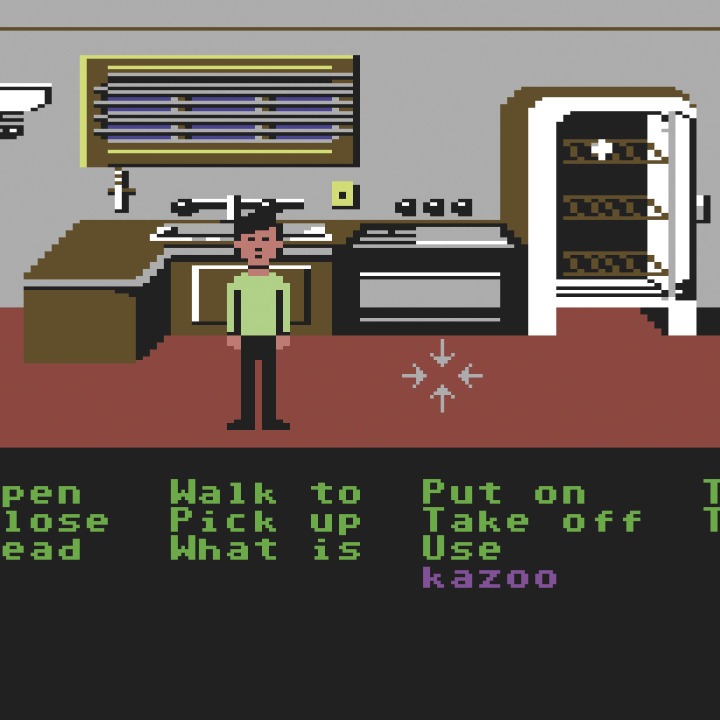 pen Walk to Put on T
lose Pick up Take off T
ead What is Use
kazoo